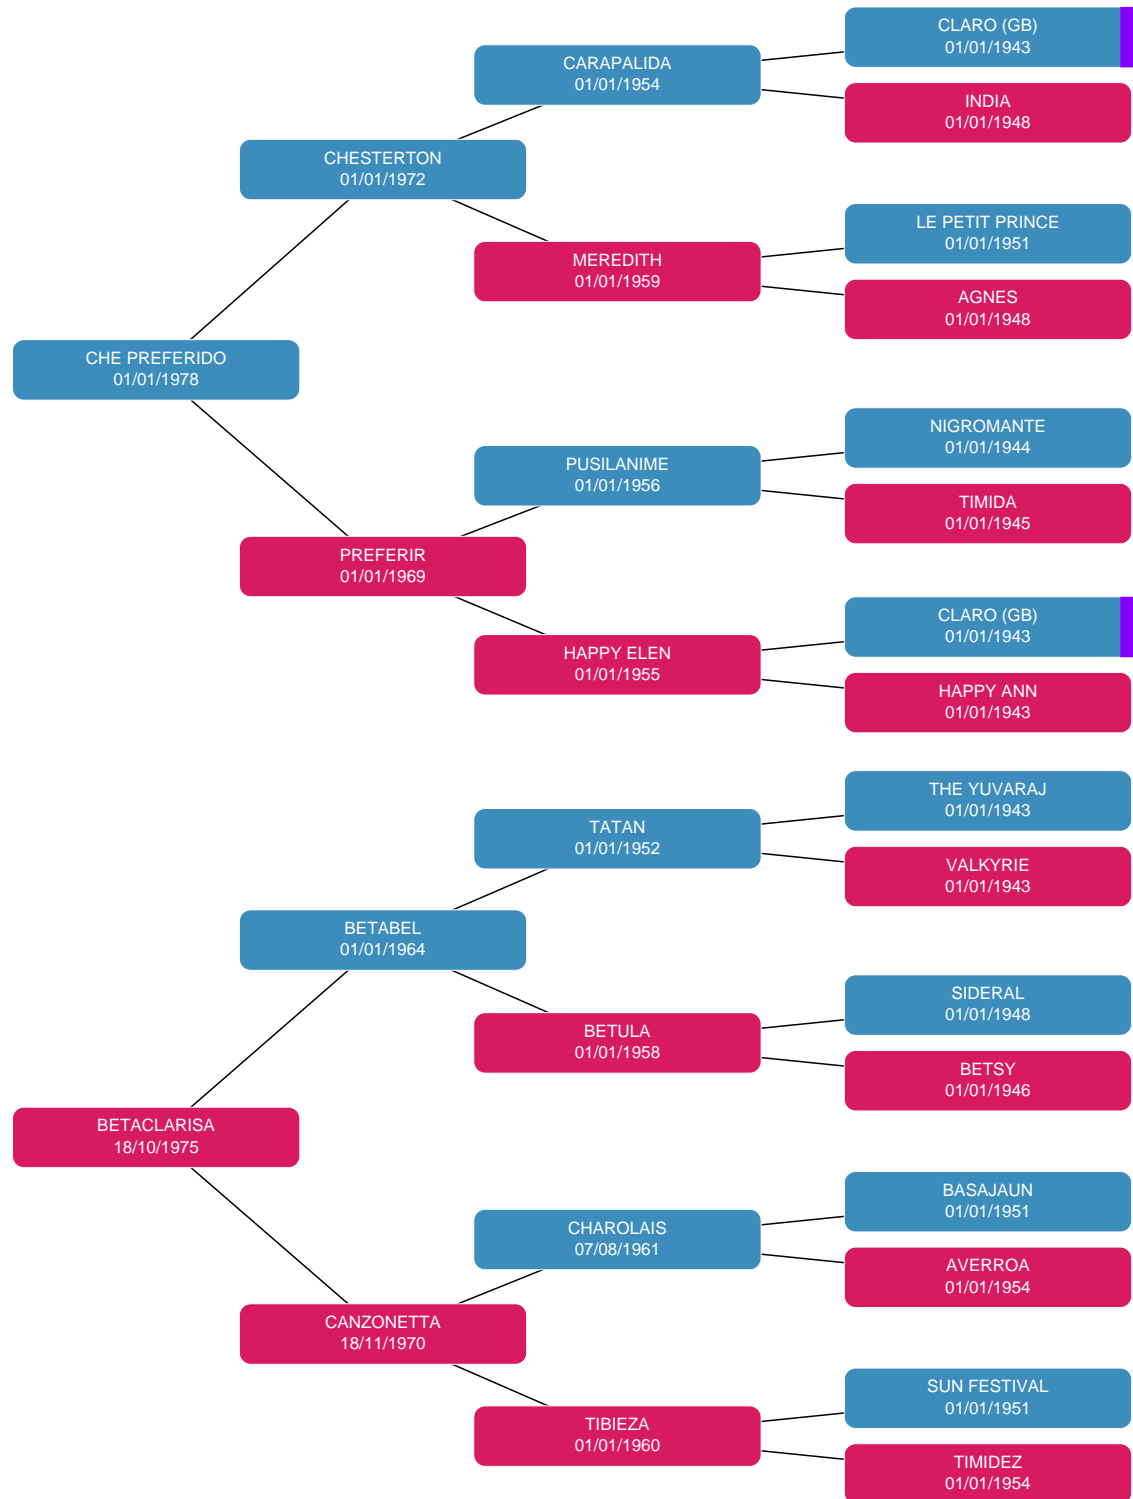 CLARO (GB)
01/01/1943
CARAPALIDA
01/01/1954
INDIA
01/01/1948
CHESTERTON
01/01/1972
LE PETIT PRINCE
01/01/1951
MEREDITH
01/01/1959
AGNES
01/01/1948
CHE PREFERIDO
01/01/1978
NIGROMANTE
01/01/1944
PUSILANIME
01/01/1956
TIMIDA
01/01/1945
PREFERIR
01/01/1969
CLARO (GB)
01/01/1943
HAPPY ELEN
01/01/1955
HAPPY ANN
01/01/1943
THE YUVARAJ
01/01/1943
TATAN
01/01/1952
VALKYRIE
01/01/1943
BETABEL
01/01/1964
SIDERAL
01/01/1948
BETULA
01/01/1958
BETSY
01/01/1946
BETACLARISA
18/10/1975
BASAJAUN
01/01/1951
CHAROLAIS
07/08/1961
AVERROA
01/01/1954
CANZONETTA
18/11/1970
SUN FESTIVAL
01/01/1951
TIBIEZA
01/01/1960
TIMIDEZ
01/01/1954